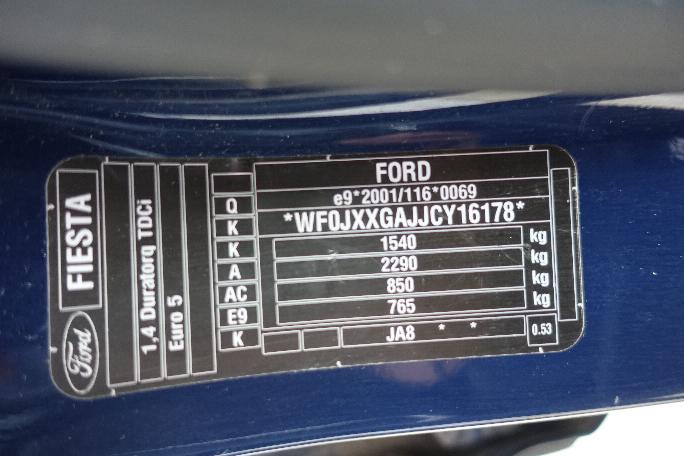 FORD
e9*2001/116*0069
*WF0JXXGAJJCY16178*
1540 kg
2290 kg
850 kg
765
JA8 * *
0.53
Q
K
K
A
AC
E9
K
FIESTA
1,4 Duratorq TDCi
Euro 5
Ford